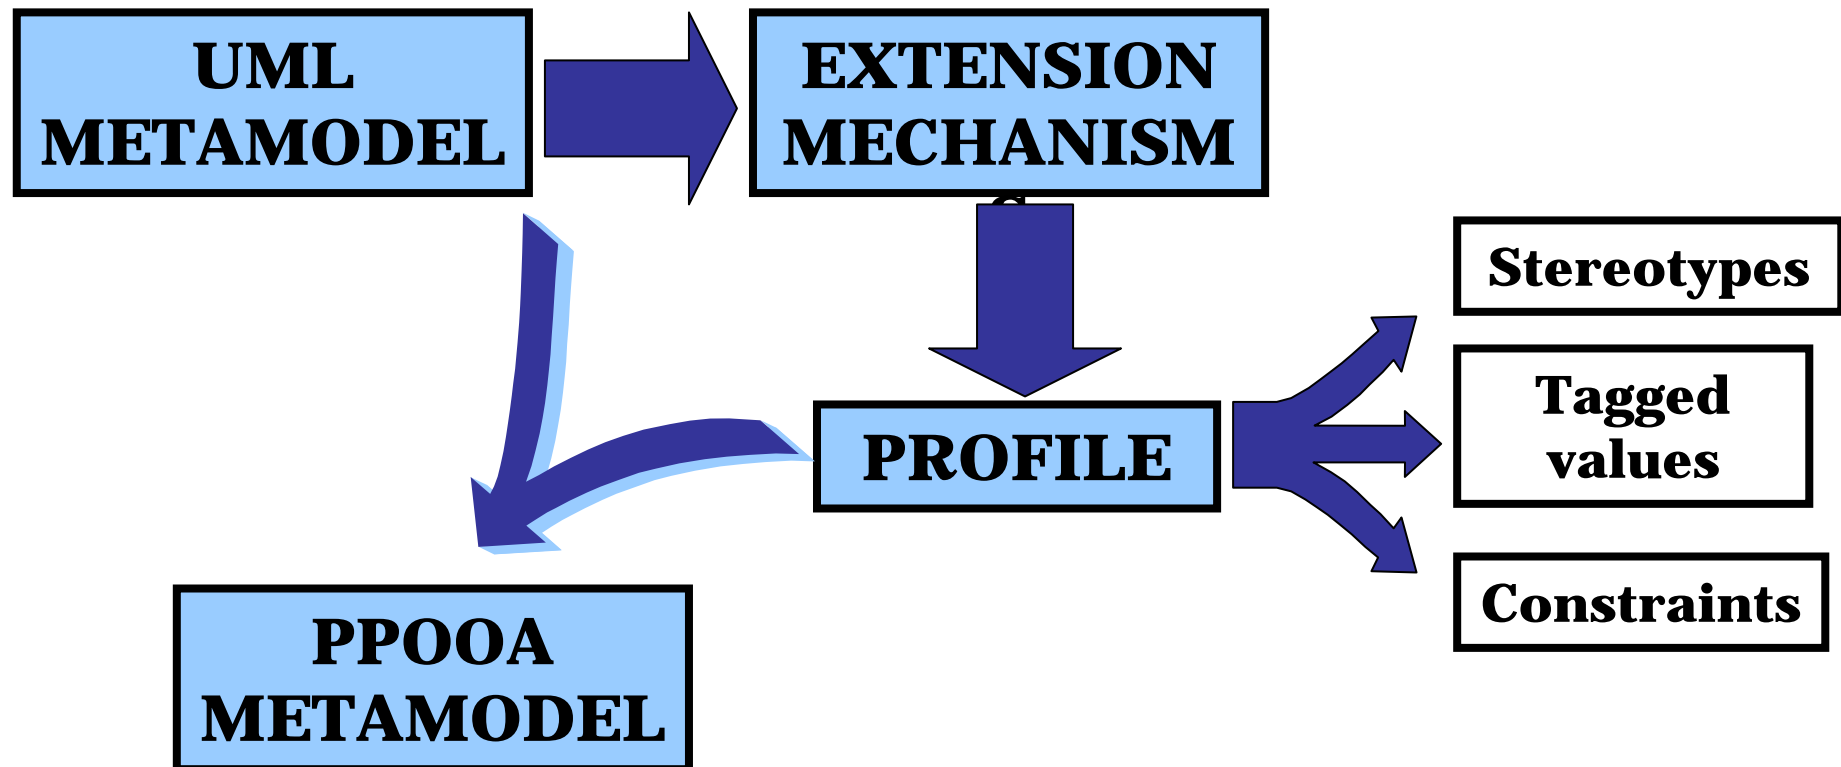 UML
METAMODEL
EXTENSION
MECHANISM
S
Stereotypes
Tagged
values
PROFILE
Constraints
PPOOA
METAMODEL